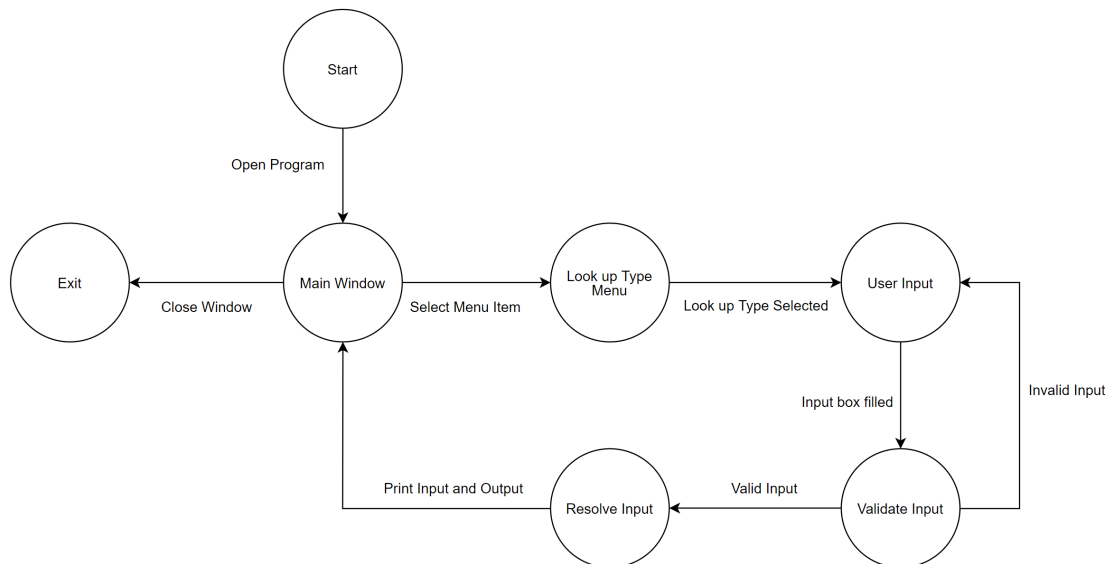 Start
Open Program
Exit
Main Window
Look up Type
Menu
User Input
Close Window
Select Menu Item
Look up Type Selected
Input box filled
Invalid Input
Print Input and Output
Valid Input
Resolve Input
Validate Input